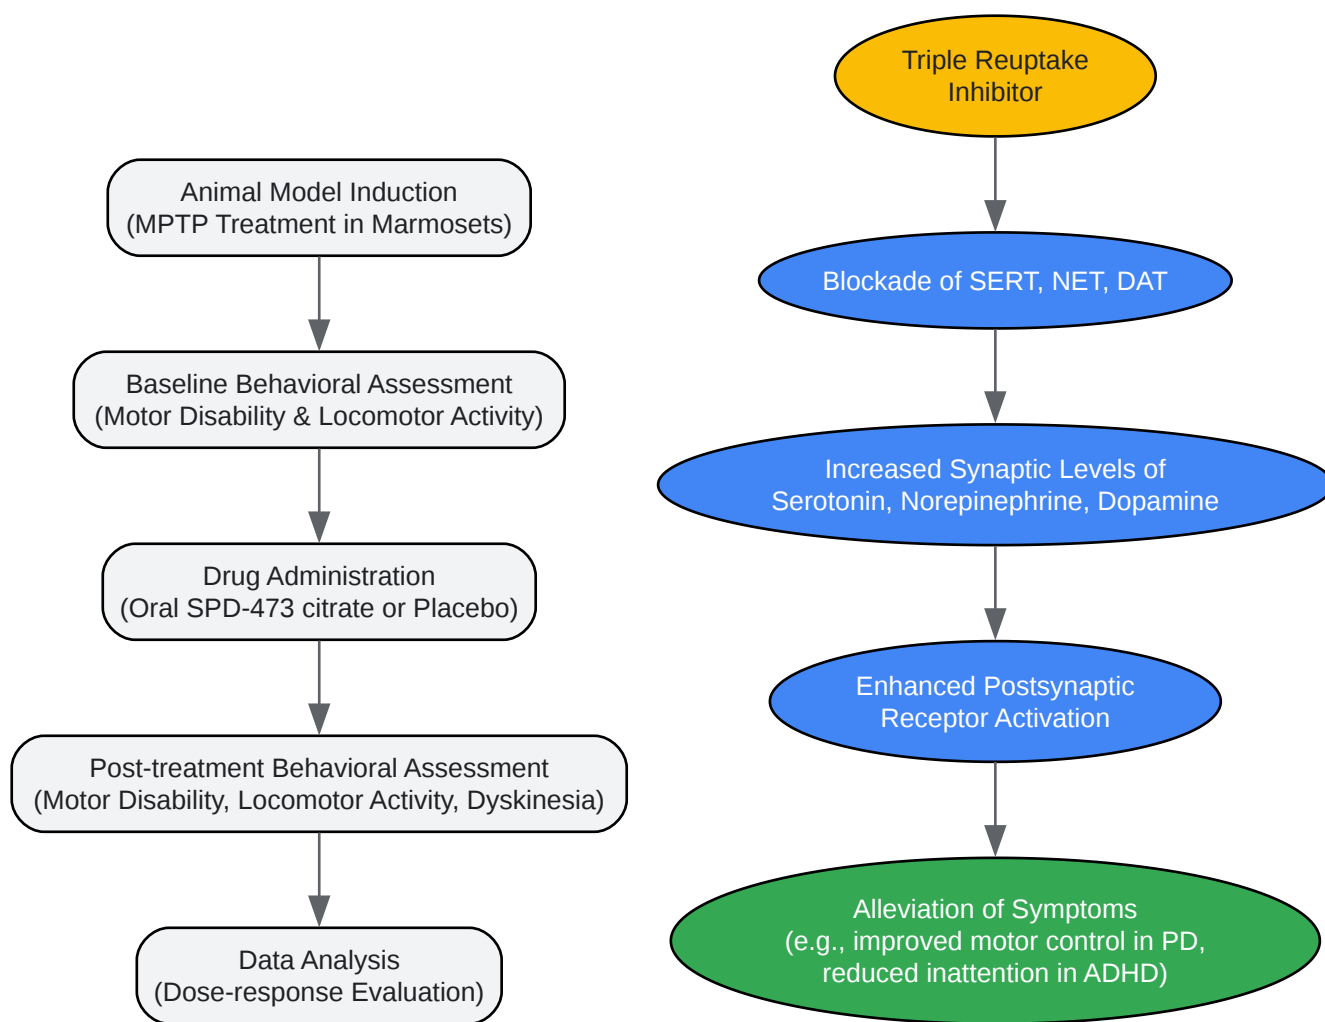 Animal Model Induction
(MPTP Treatment in Marmosets)
Baseline Behavioral Assessment
(Motor Disability & Locomotor Activity)
Drug Administration
(Oral SPD-473 citrate or Placebo)
Post-treatment Behavioral Assessment
(Motor Disability, Locomotor Activity, Dyskinesia)
Data Analysis
(Dose-response Evaluation)
Triple Reuptake
Inhibitor
Blockade of SERT, NET, DAT
Increased Synaptic Levels of
Serotonin, Norepinephrine, Dopamine
Enhanced Postsynaptic
Receptor Activation
Alleviation of Symptoms
(e.g., improved motor control in PD,
reduced inattention in ADHD)